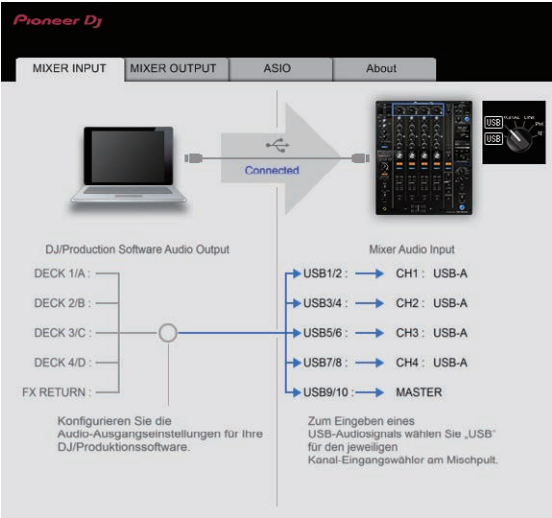 Pioneer Dj
MIXER INPUT
MIXER OUTPUT
ASIO
About
Connected
USB
USB
DJ/Production Software Audio Output
DECK 1/A :
DECK 2/B :
DECK 3/C :
DECK 4/D :
FX RETURN :
Konfigurieren Sie die
Audio-Ausgangseinstellungen für Ihre
DJ/Produktionssoftware.
Mixer Audio Input
USB1/2 : CH1 : USB-A
USB3/4 : CH2 : USB-A
USB5/6 : CH3 : USB-A
USB7/8 : CH4 : USB-A
USB9/10 : MASTER
Zum Eingeben eines
USB-Audiosignals wählen Sie „USB"
für den jeweiligen
Kanal-Eingangswähler am Mischpult.